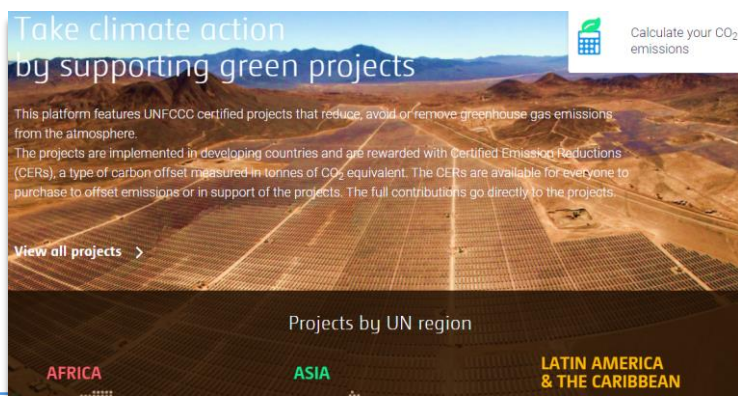 Take climate action
by supporting green projects
Calculate your CO₂
emissions
This platform features UNFCCC certified projects that reduce, avoid or remove greenhouse gas emissions
from the atmosphere.
The projects are implemented in developing countries and are rewarded with Certified Emission Reductions
(CERs), a type of carbon offset measured in tonnes of CO₂ equivalent. The CERs are available for everyone to
purchase to offset emissions or in support of the projects. The full contributions go directly to the projects.
View all projects >
Projects by UN region
AFRICA
ASIA
LATIN AMERICA
& THE CARIBBEAN